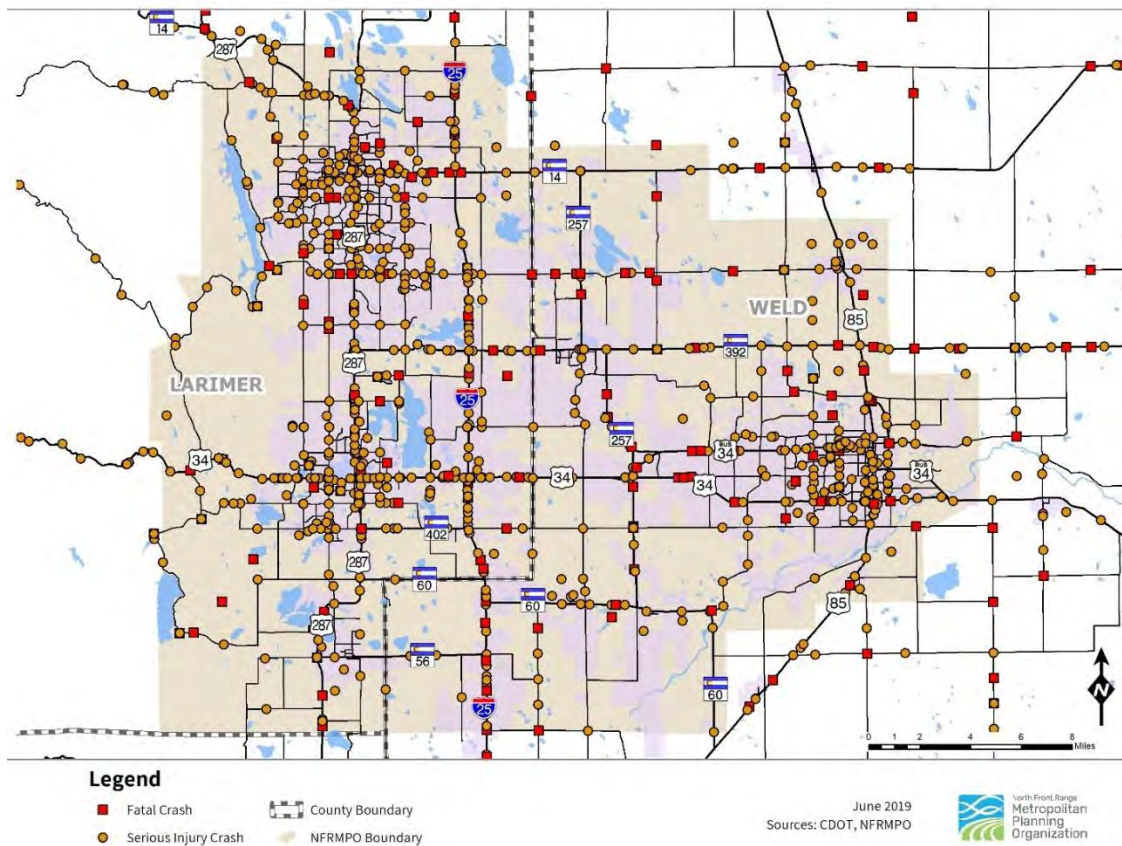 14
287
25
14
257
287
WELD
85
392
287
LARIMER
25
257
34
BUS
34
34
34
BUS
34
402
287
60
60
85
287
56
60
25
N
0 1 2 4 6 8
Miles
Legend
Fatal Crash
County Boundary
Serious Injury Crash
NFRMPO Boundary
June 2019
Sources: CDOT, NFRMPO
North Front Range
Metropolitan
Planning
Organization